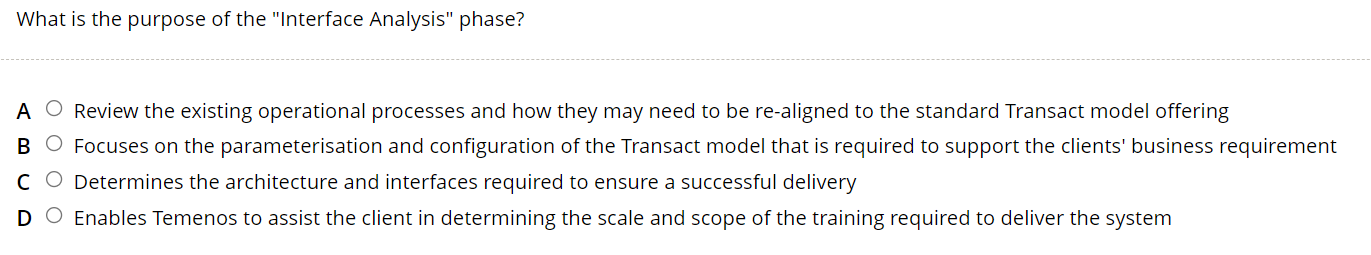 What is the purpose of the "Interface Analysis" phase?
A Review the existing operational processes and how they may need to be re-aligned to the standard Transact model offering
B Focuses on the parameterisation and configuration of the Transact model that is required to support the clients' business requirement
C Determines the architecture and interfaces required to ensure a successful delivery
D Enables Temenos to assist the client in determining the scale and scope of the training required to deliver the system